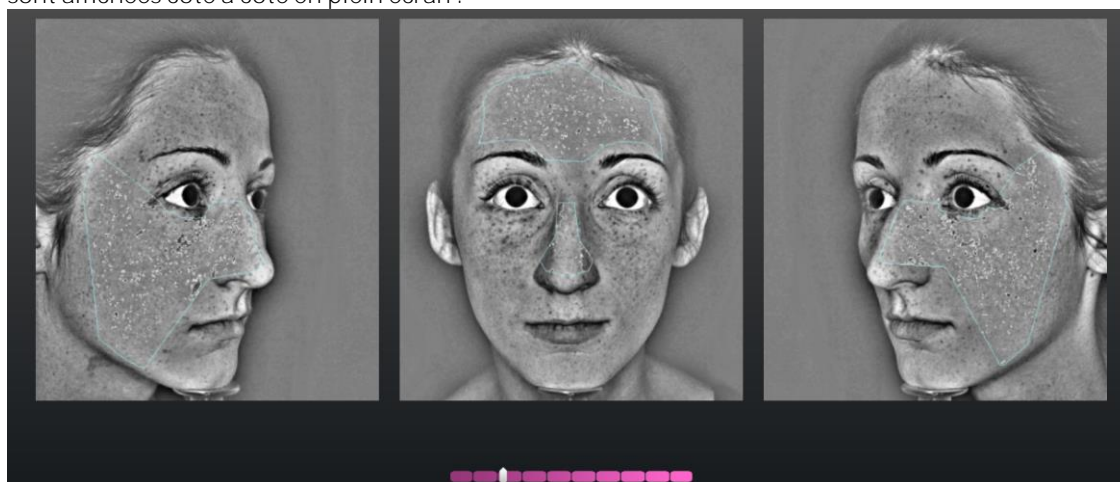 sont affichées côte à côte en plein écran :